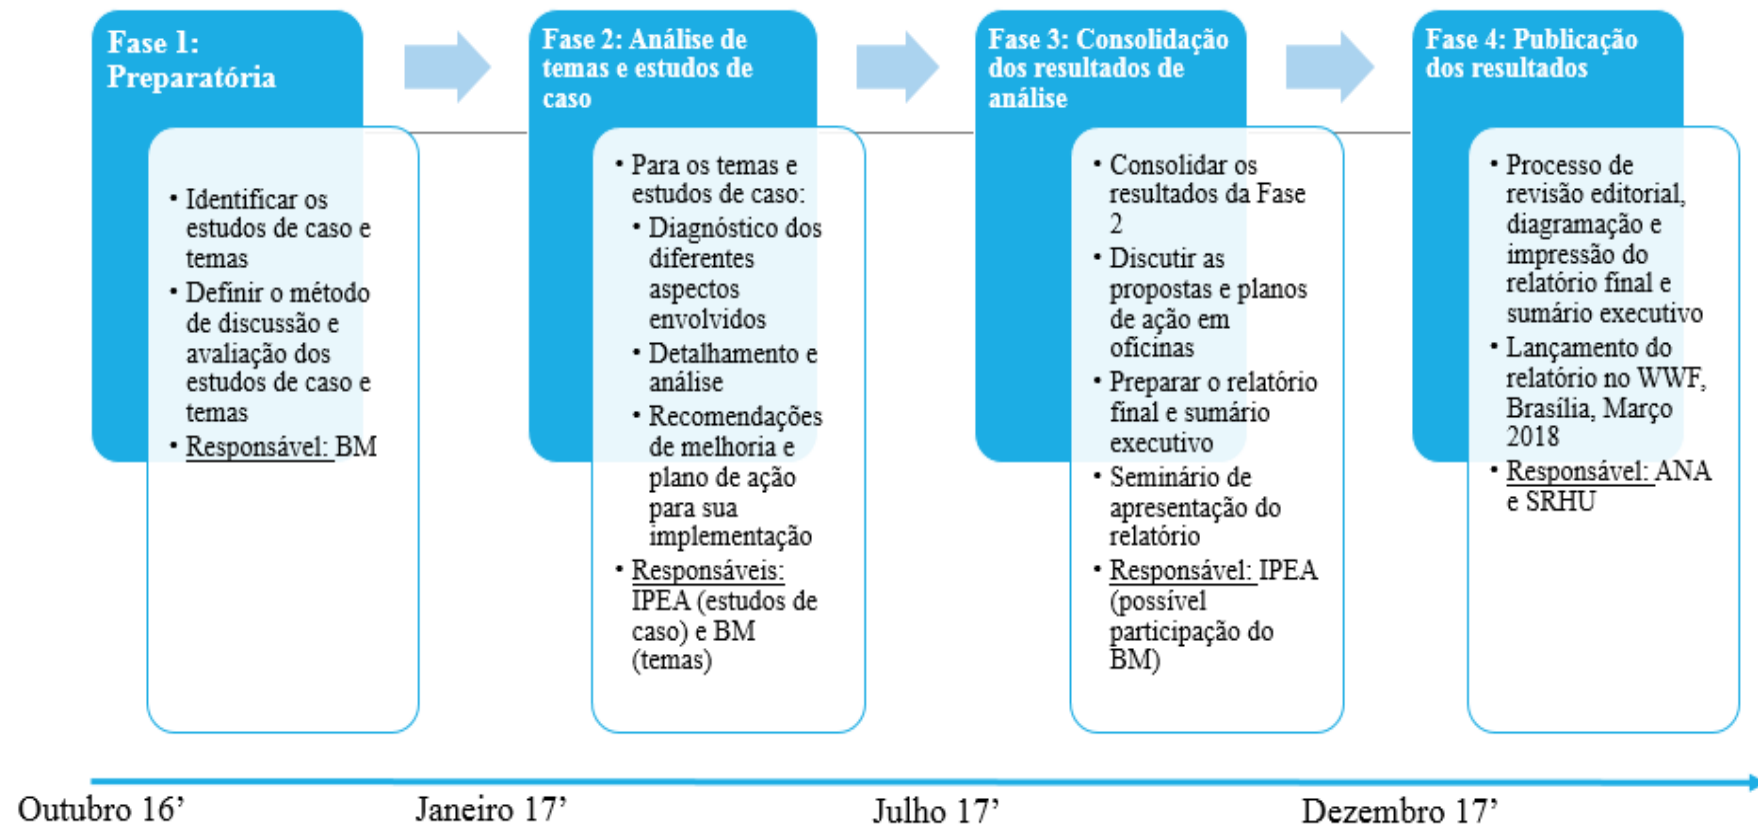 Fase 1:
Preparatória
• Identificar os
estudos de caso e
temas
• Definir o método
de discussão e
avaliação dos
estudos de caso e
temas
• Responsável: BM
Fase 2: Análise de
temas e estudos de
caso
• Para os temas e
estudos de caso:
• Diagnóstico dos
diferentes
aspectos
envolvidos
• Detalhamento e
análise
• Recomendações
de melhoria e
plano de ação
para sua
implementação
• Responsáveis:
IPEA (estudos de
caso) e BM
(temas)
Fase 3: Consolidação
dos resultados de
análise
• Consolidar os
resultados da Fase
2
• Discutir as
propostas e planos
de ação em
oficinas
• Preparar o relatório
final e sumário
executivo
• Seminário de
apresentação do
relatório
• Responsável: IPEA
(possível
participação do
BM)
Fase 4: Publicação
dos resultados
• Processo de
revisão editorial,
diagramação e
impressão do
relatório final e
sumário executivo
• Lançamento do
relatório no WWF,
Brasília, Março
2018
• Responsável: ANA
e SRHU
Outubro 16’
Janeiro 17’
Julho 17’
Dezembro 17’